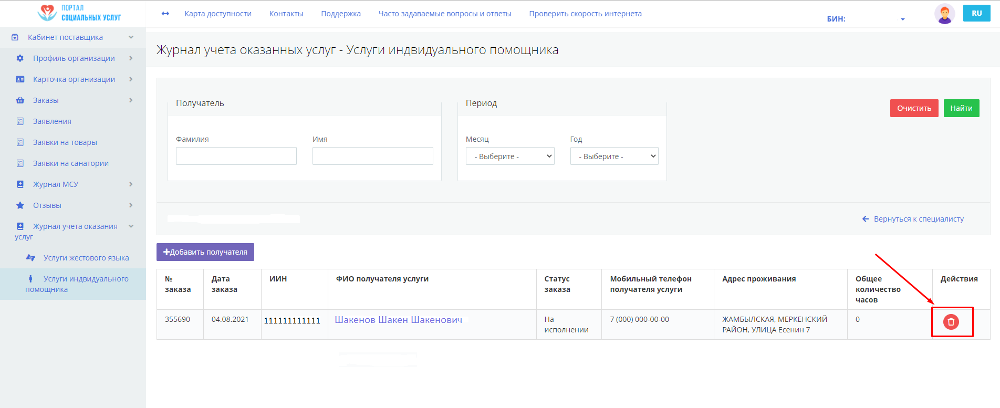 ПОРТАЛ
СОЦИАЛЬНЫХ УСЛУГ
Карта доступности
Контакты
Поддержка
Часто задаваемые вопросы и ответы
Проверить скорость интернета
БИН:
RU
Кабинет поставщика
Профиль организации
Карточка организации
Заказы
Заявления
Заявки на товары
Заявки на санатории
Журнал МСУ
Отзывы
Журнал учета оказания
услуг
Услуги жестового языка
Услуги индвидуального
помощника
Журнал учета оказанных услуг - Услуги индвидуального помощника
Получатель
Период
Очистить
Найти
Фамилия
Имя
Месяц
Год
- Выберите -
- Выберите -
Вернуться к специалисту
Добавить получателя
№
заказа
Дата
заказа
ИИН
ФИО получателя услуги
Статус
заказа
Мобильный телефон
получателя услуги
Адрес проживания
Общее
количество
часов
Действия
355690
04.08.2021
111111111111
Шакенов Шакен Шакенович
На
исполнении
7 (000) 000-00-00
ЖАМБЫЛСКАЯ, МЕРКЕНСКИЙ
РАЙОН, УЛИЦА Есенин 7
0